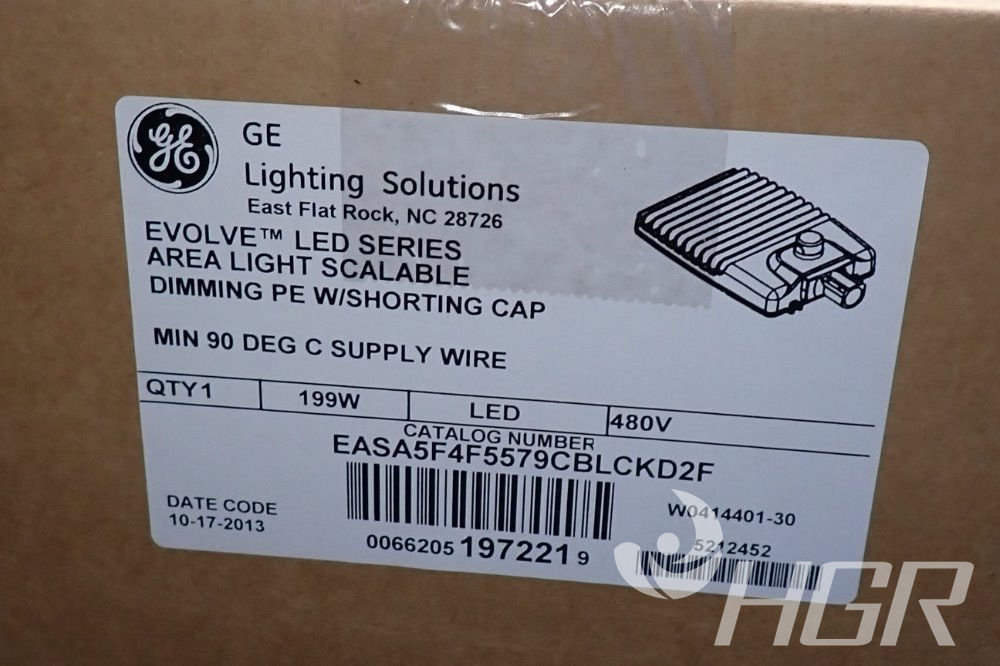 GE
GE
Lighting Solutions
East Flat Rock, NC 28726
EVOLVE™ LED SERIES
AREA LIGHT SCALABLE
DIMMING PE W/SHORTING CAP
MIN 90 DEG C SUPPLY WIRE
QTY1 199W LED 480V
CATALOG NUMBER
EASA5F4F5579CBLCKD2F
DATE CODE
10-17-2013
W0414401-30
0066205 197221 9
5212452
HGR